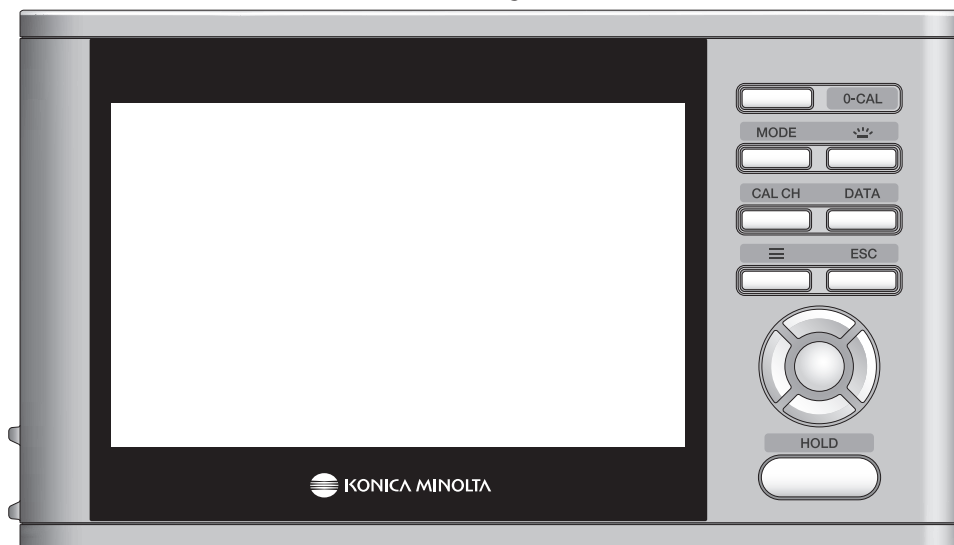 0-CAL
MODE
CAL CH DATA
ESC
HOLD
KONICA MINOLTA